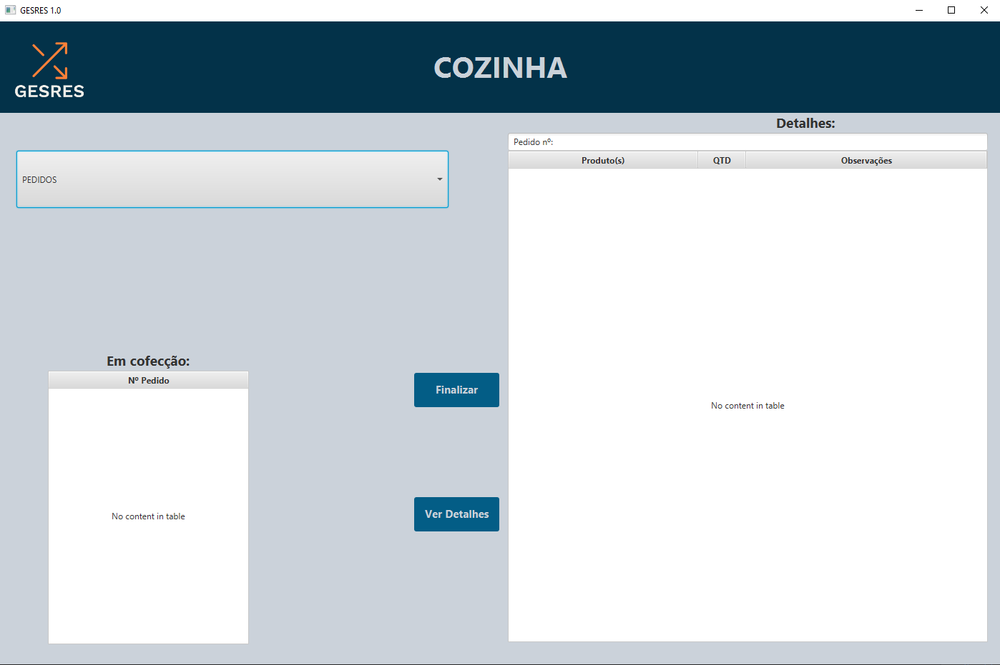 GESRES 1.0
GESRES
COZINHA
PEDIDOS
Detalhes:
Pedido nº:
Produto(s) QTD Observações
No content in table
Em cofecção:
Nº Pedido
No content in table
Finalizar
Ver Detalhes